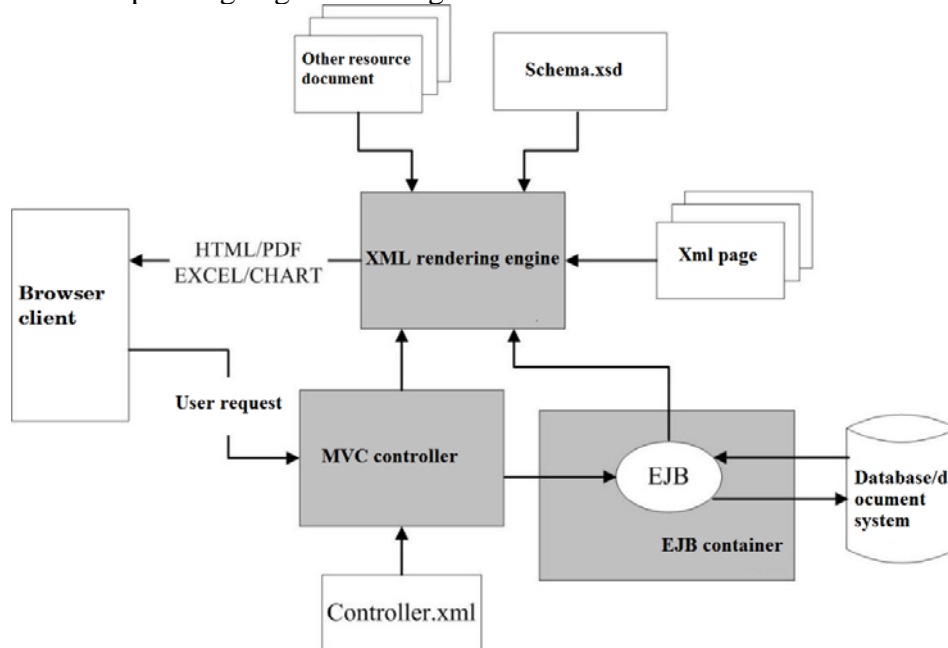 Other resource
document
Schema.xsd
HTML/PDF
EXCEL/CHART
XML rendering engine
Xml page
Browser
client
User request
MVC controller
EJB
Database/d
ocument
system
EJB container
Controller.xml